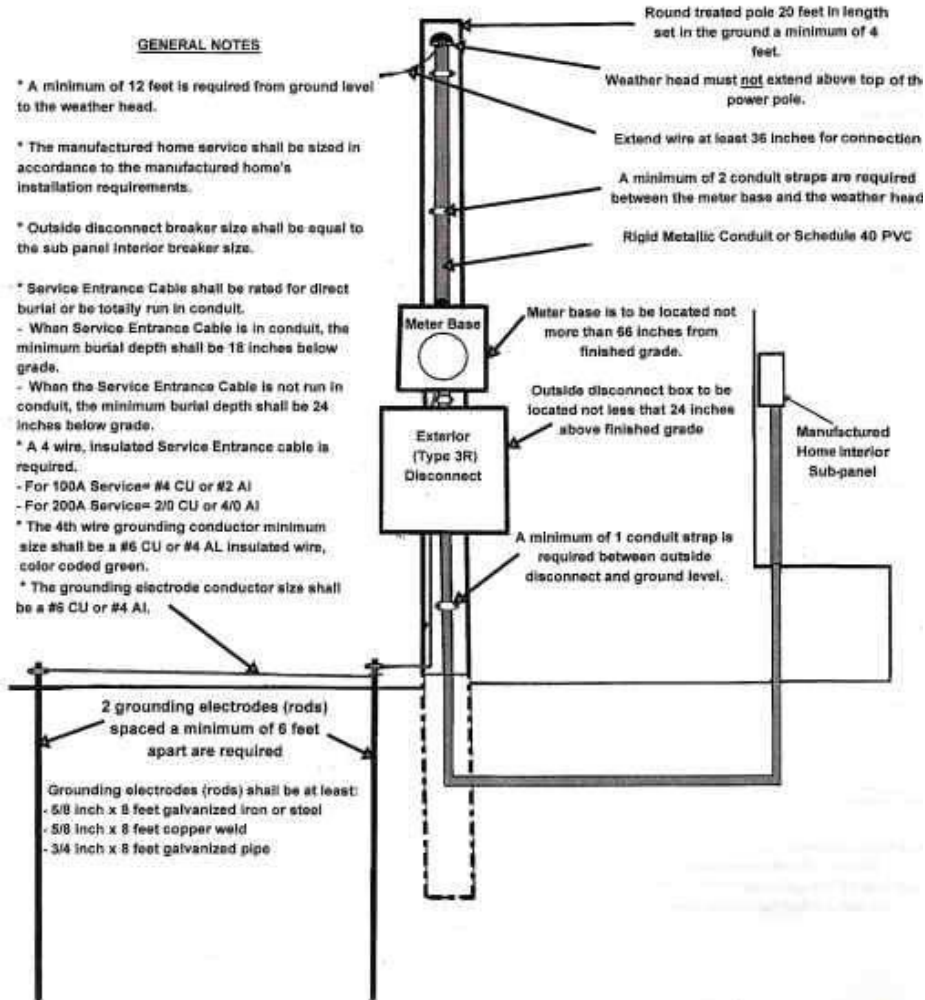 GENERAL NOTES
* A minimum of 12 feet is required from ground level
to the weather head.
* The manufactured home service shall be sized in
accordance to the manufactured home's
installation requirements.
* Outside disconnect breaker size shall be equal to
the sub panel interior breaker size.
* Service Entrance Cable shall be rated for direct
burial or be totally run in conduit.
- When Service Entrance Cable is in conduit, the
minimum burial depth shall be 18 inches below
grade.
- When the Service Entrance Cable is not run in
conduit, the minimum burial depth shall be 24
inches below grade.
* A 4 wire, insulated Service Entrance cable is
required.
- For 100A Service= #4 CU or #2 Al
- For 200A Service= 2/0 CU or 4/0 Al
* The 4th wire grounding conductor minimum
size shall be a #6 CU or #4 AL insulated wire,
color coded green.
* The grounding electrode conductor size shall
be a #6 CU or #4 Al.
Round treated pole 20 feet in length
set in the ground a minimum of 4
feet.
Weather head must not extend above top of the
power pole.
Extend wire at least 36 inches for connection
A minimum of 2 conduit straps are required
between the meter base and the weather head
Rigid Metallic Conduit or Schedule 40 PVC
Meter Base
Meter base is to be located not
more than 66 inches from
finished grade.
Outside disconnect box to be
located not less that 24 inches
above finished grade
Exterior
(Type 3R)
Disconnect
Manufactured
Home Interior
Sub-panel
A minimum of 1 conduit strap is
required between outside
disconnect and ground level.
2 grounding electrodes (rods)
spaced a minimum of 6 feet
apart are required
Grounding electrodes (rods) shall be at least:
- 5/8 inch x 8 feet galvanized iron or steel
- 5/8 inch x 8 feet copper weld
- 3/4 inch x 8 feet galvanized pipe